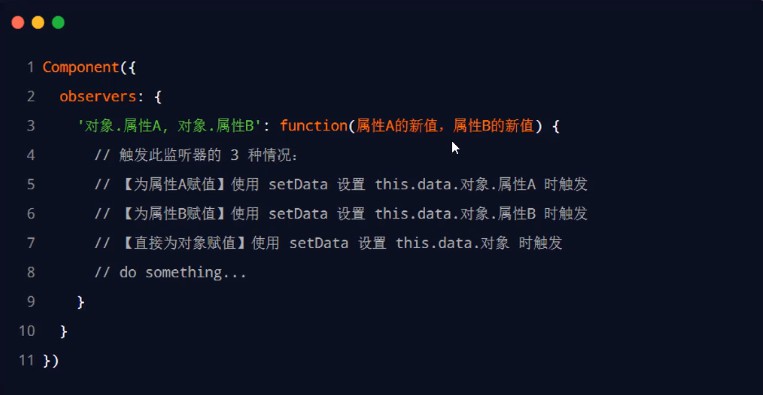 1 Component({
2 observers: {
3 '对象.属性A, 对象.属性B': function(属性A的新值, 属性B的新值) {
4 // 触发此监听器的 3 种情况：
5 // 【为属性A赋值】使用 setData 设置 this.data.对象.属性A 时触发
6 // 【为属性B赋值】使用 setData 设置 this.data.对象.属性B 时触发
7 // 【直接为对象赋值】使用 setData 设置 this.data.对象 时触发
8 // do something...
9 }
10 }
11 })